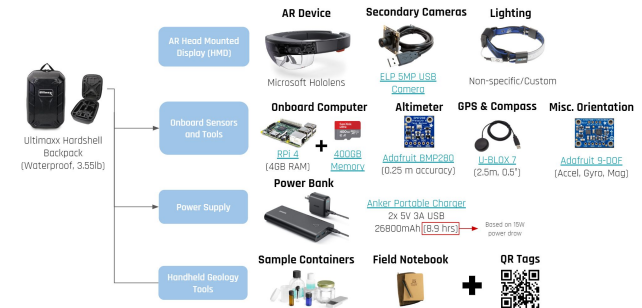 AR Device
Secondary Cameras
Lighting
AR Head Mounted
Display (HMD)
Microsoft Hololens
ELP 5MP USB
Camera
Non-specific/Custom
Ultimaxx Hardshell
Backpack
(Waterproof, 3.55lb)
Onboard Sensors
and Tools
Onboard Computer
Altimeter
GPS & Compass
Misc. Orientation
RPi 4
(4GB RAM)
400GB
Memory
Adafruit BMP280
(0.25 m accuracy)
U-BLOX 7
(2.5m, 0.5°)
Adafruit 9-DOF
(Accel, Gyro, Mag)
Power Supply
Power Bank
Anker Portable Charger
2x 5V 3A USB
26800mAh (8.9 hrs)
Based on 15W
power draw
Handheld Geology
Tools
Sample Containers
Field Notebook
QR Tags